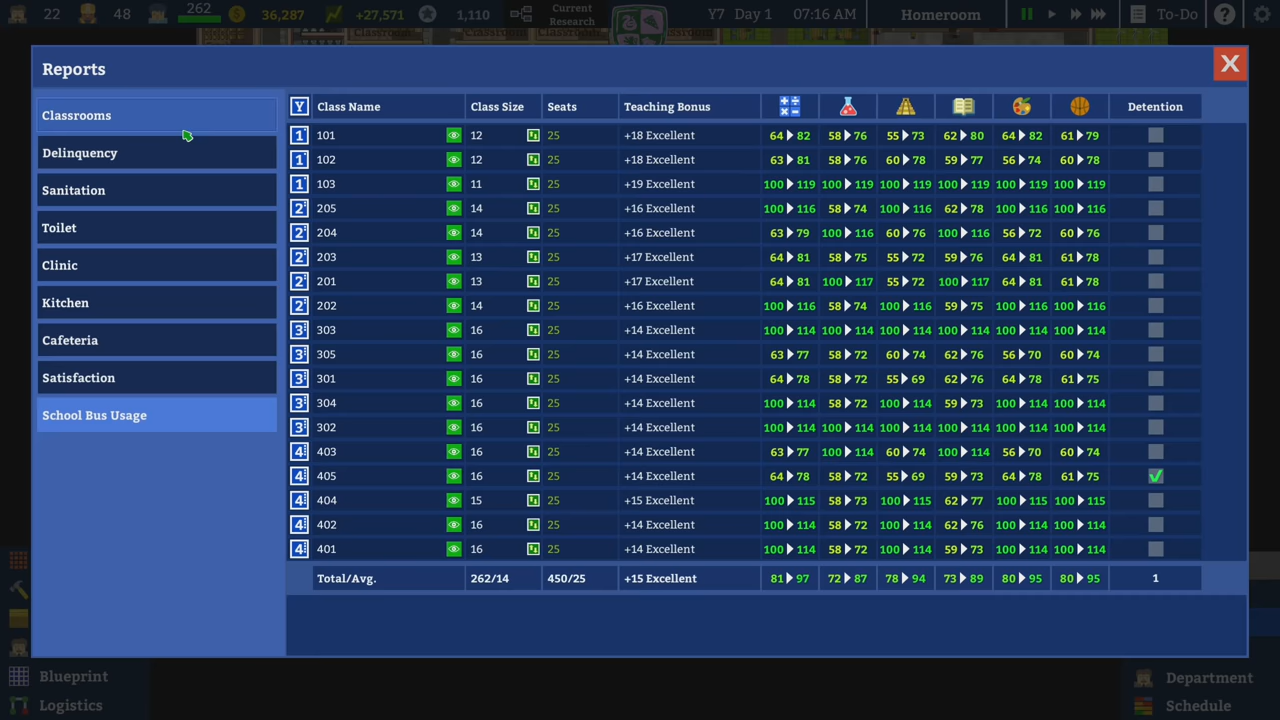 22 48 262 36,287 +27,571 1,110 Current Research Y7 Day 1 07:16 AM Homeroom To-Do
Reports X
Classrooms
Delinquency
Sanitation
Toilet
Clinic
Kitchen
Cafeteria
Satisfaction
School Bus Usage
Y Class Name Class Size Seats Teaching Bonus Detention
1 101 12 25 +18 Excellent 64 82 58 76 55 73 62 80 64 82 61 79
1 102 12 25 +18 Excellent 63 81 58 76 60 78 59 77 56 74 60 78
1 103 11 25 +19 Excellent 100 119 100 119 100 119 100 119 100 119 100 119
2 205 14 25 +16 Excellent 100 116 58 74 100 116 62 78 100 116 100 116
2 204 14 25 +16 Excellent 63 79 100 116 60 76 100 116 56 72 60 76
2 203 13 25 +17 Excellent 64 81 58 75 55 72 59 76 64 81 61 78
2 201 13 25 +17 Excellent 64 81 100 117 55 72 100 117 64 81 61 78
2 202 14 25 +16 Excellent 100 116 58 74 100 116 59 75 100 116 100 116
3 303 16 25 +14 Excellent 100 114 100 114 100 114 100 114 100 114 100 114
3 305 16 25 +14 Excellent 63 77 58 72 60 74 62 76 56 70 60 74
3 301 16 25 +14 Excellent 64 78 58 72 55 69 62 76 64 78 61 75
3 304 16 25 +14 Excellent 100 114 58 72 100 114 59 73 100 114 100 114
3 302 16 25 +14 Excellent 100 114 100 114 100 114 100 114 100 114 100 114
4 403 16 25 +14 Excellent 63 77 100 114 60 74 100 114 56 70 60 74
4 405 16 25 +14 Excellent 64 78 58 72 55 69 59 73 64 78 61 75
4 404 15 25 +15 Excellent 100 115 58 73 100 115 62 77 100 115 100 115
4 402 16 25 +14 Excellent 100 114 58 72 100 114 62 76 100 114 100 114
4 401 16 25 +14 Excellent 100 114 58 72 100 114 59 73 100 114 100 114
Total/Avg. 262/14 450/25 +15 Excellent 81 97 72 87 78 94 73 89 80 95 80 95 1
Blueprint
Logistics
Department
Schedule